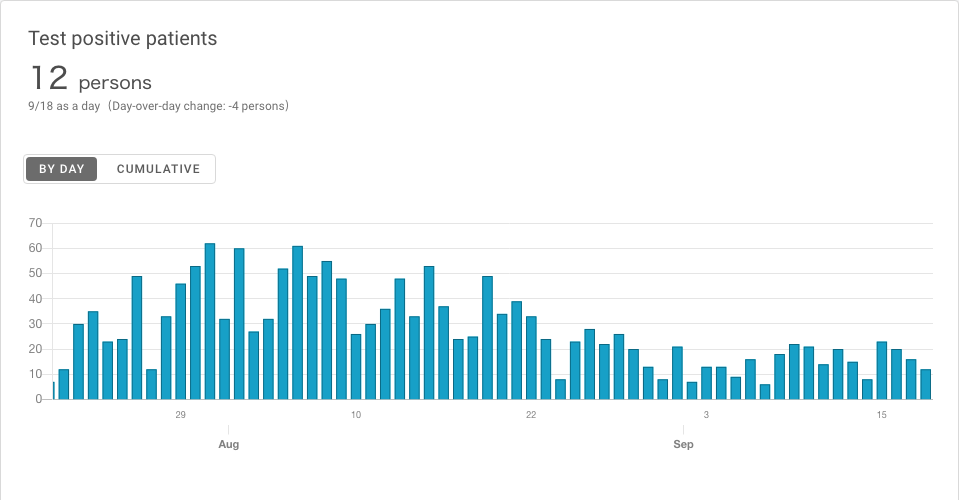 Test positive patients
12 persons
9/18 as a day（Day-over-day change: -4 persons）
BY DAY CUMULATIVE
70
60
50
40
30
20
10
0
29 10 22 3 15
Aug Sep